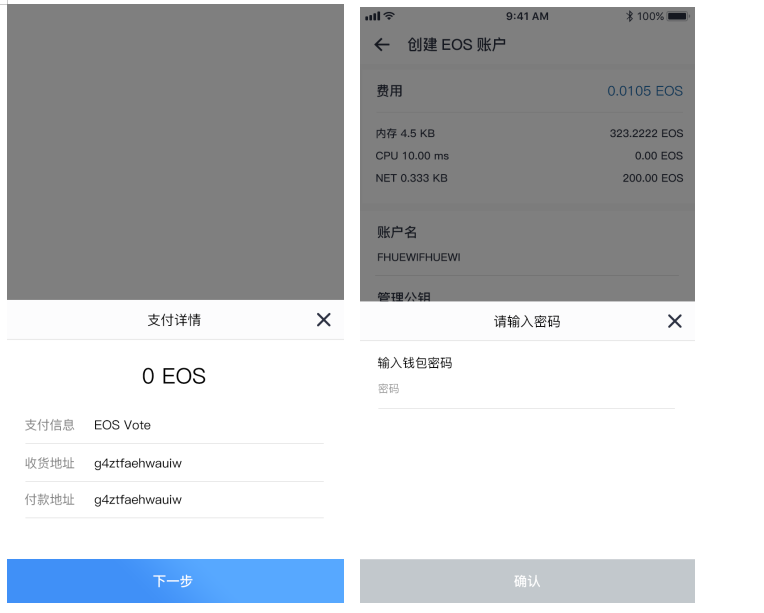 支付详情
0 EOS
支付信息 EOS Vote
收货地址 g4ztfaehwauiw
付款地址 g4ztfaehwauiw
下一步
9:41 AM 100%
创建 EOS 账户
费用 0.0105 EOS
内存 4.5 KB 323.2222 EOS
CPU 10.00 ms 0.00 EOS
NET 0.333 KB 200.00 EOS
账户名
FHUEWIFHUEWI
管理公钥
请输入密码
输入钱包密码
密码
确认